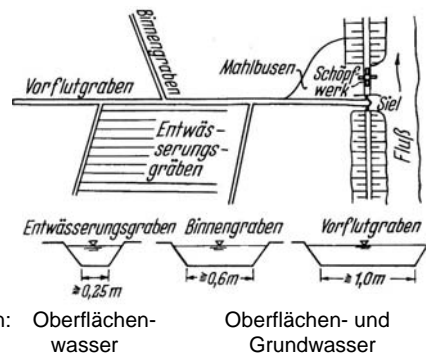 Binnengraben
Mahlbusen
Schöpf-
werk
Vorflutgraben
Siel
Entwäs-
serungs-
gräben
Fluß
Entwässerungsgraben Binnengraben Vorflutgraben
≥0,25m ≥0,6m ≥1,0m
n: Oberflächen- Oberflächen- und
wasser Grundwasser